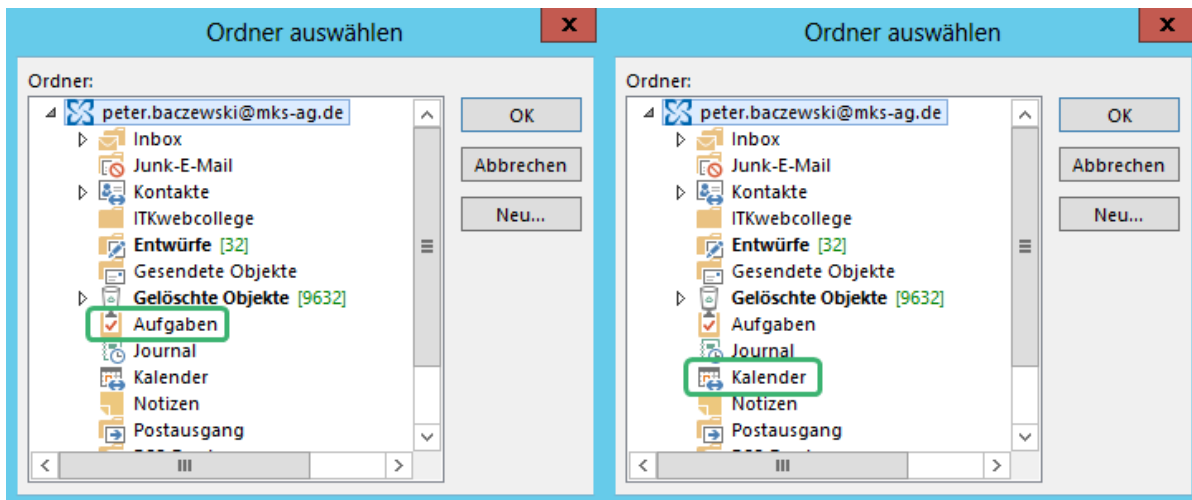 Ordner auswählen
x
Ordner:
peter.baczewski@mks-ag.de
Inbox
Junk-E-Mail
Kontakte
ITKwebcollege
Entwürfe [32]
Gesendete Objekte
Gelöschte Objekte [9632]
Aufgaben
Journal
Kalender
Notizen
Postausgang
OK
Abbrechen
Neu...
Ordner auswählen
x
Ordner:
peter.baczewski@mks-ag.de
Inbox
Junk-E-Mail
Kontakte
ITKwebcollege
Entwürfe [32]
Gesendete Objekte
Gelöschte Objekte [9632]
Aufgaben
Journal
Kalender
Notizen
Postausgang
OK
Abbrechen
Neu...